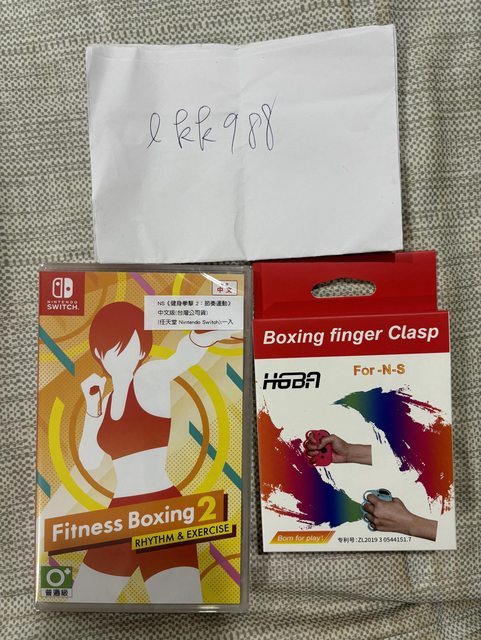 lkk988
NINTENDO
SWITCH
中文
NS《健身拳擊 2：節奏運動》
中文版(台灣公司貨)
(任天堂 Nintendo Switch)一入
Fitness Boxing 2
RHYTHM & EXERCISE
普遍級
Boxing finger Clasp
HGBA
For -N-S
Born for play!
专利号: ZL2019 3 0544151.7